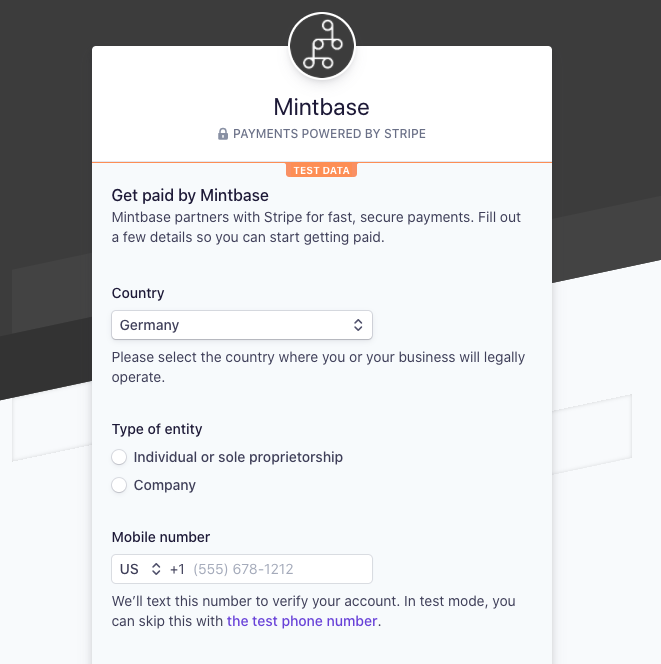 Mintbase
PAYMENTS POWERED BY STRIPE
TEST DATA
Get paid by Mintbase
Mintbase partners with Stripe for fast, secure payments. Fill out
a few details so you can start getting paid.
Country
Germany
Please select the country where you or your business will legally
operate.
Type of entity
Individual or sole proprietorship
Company
Mobile number
US +1 (555) 678-1212
We’ll text this number to verify your account. In test mode, you
can skip this with the test phone number.